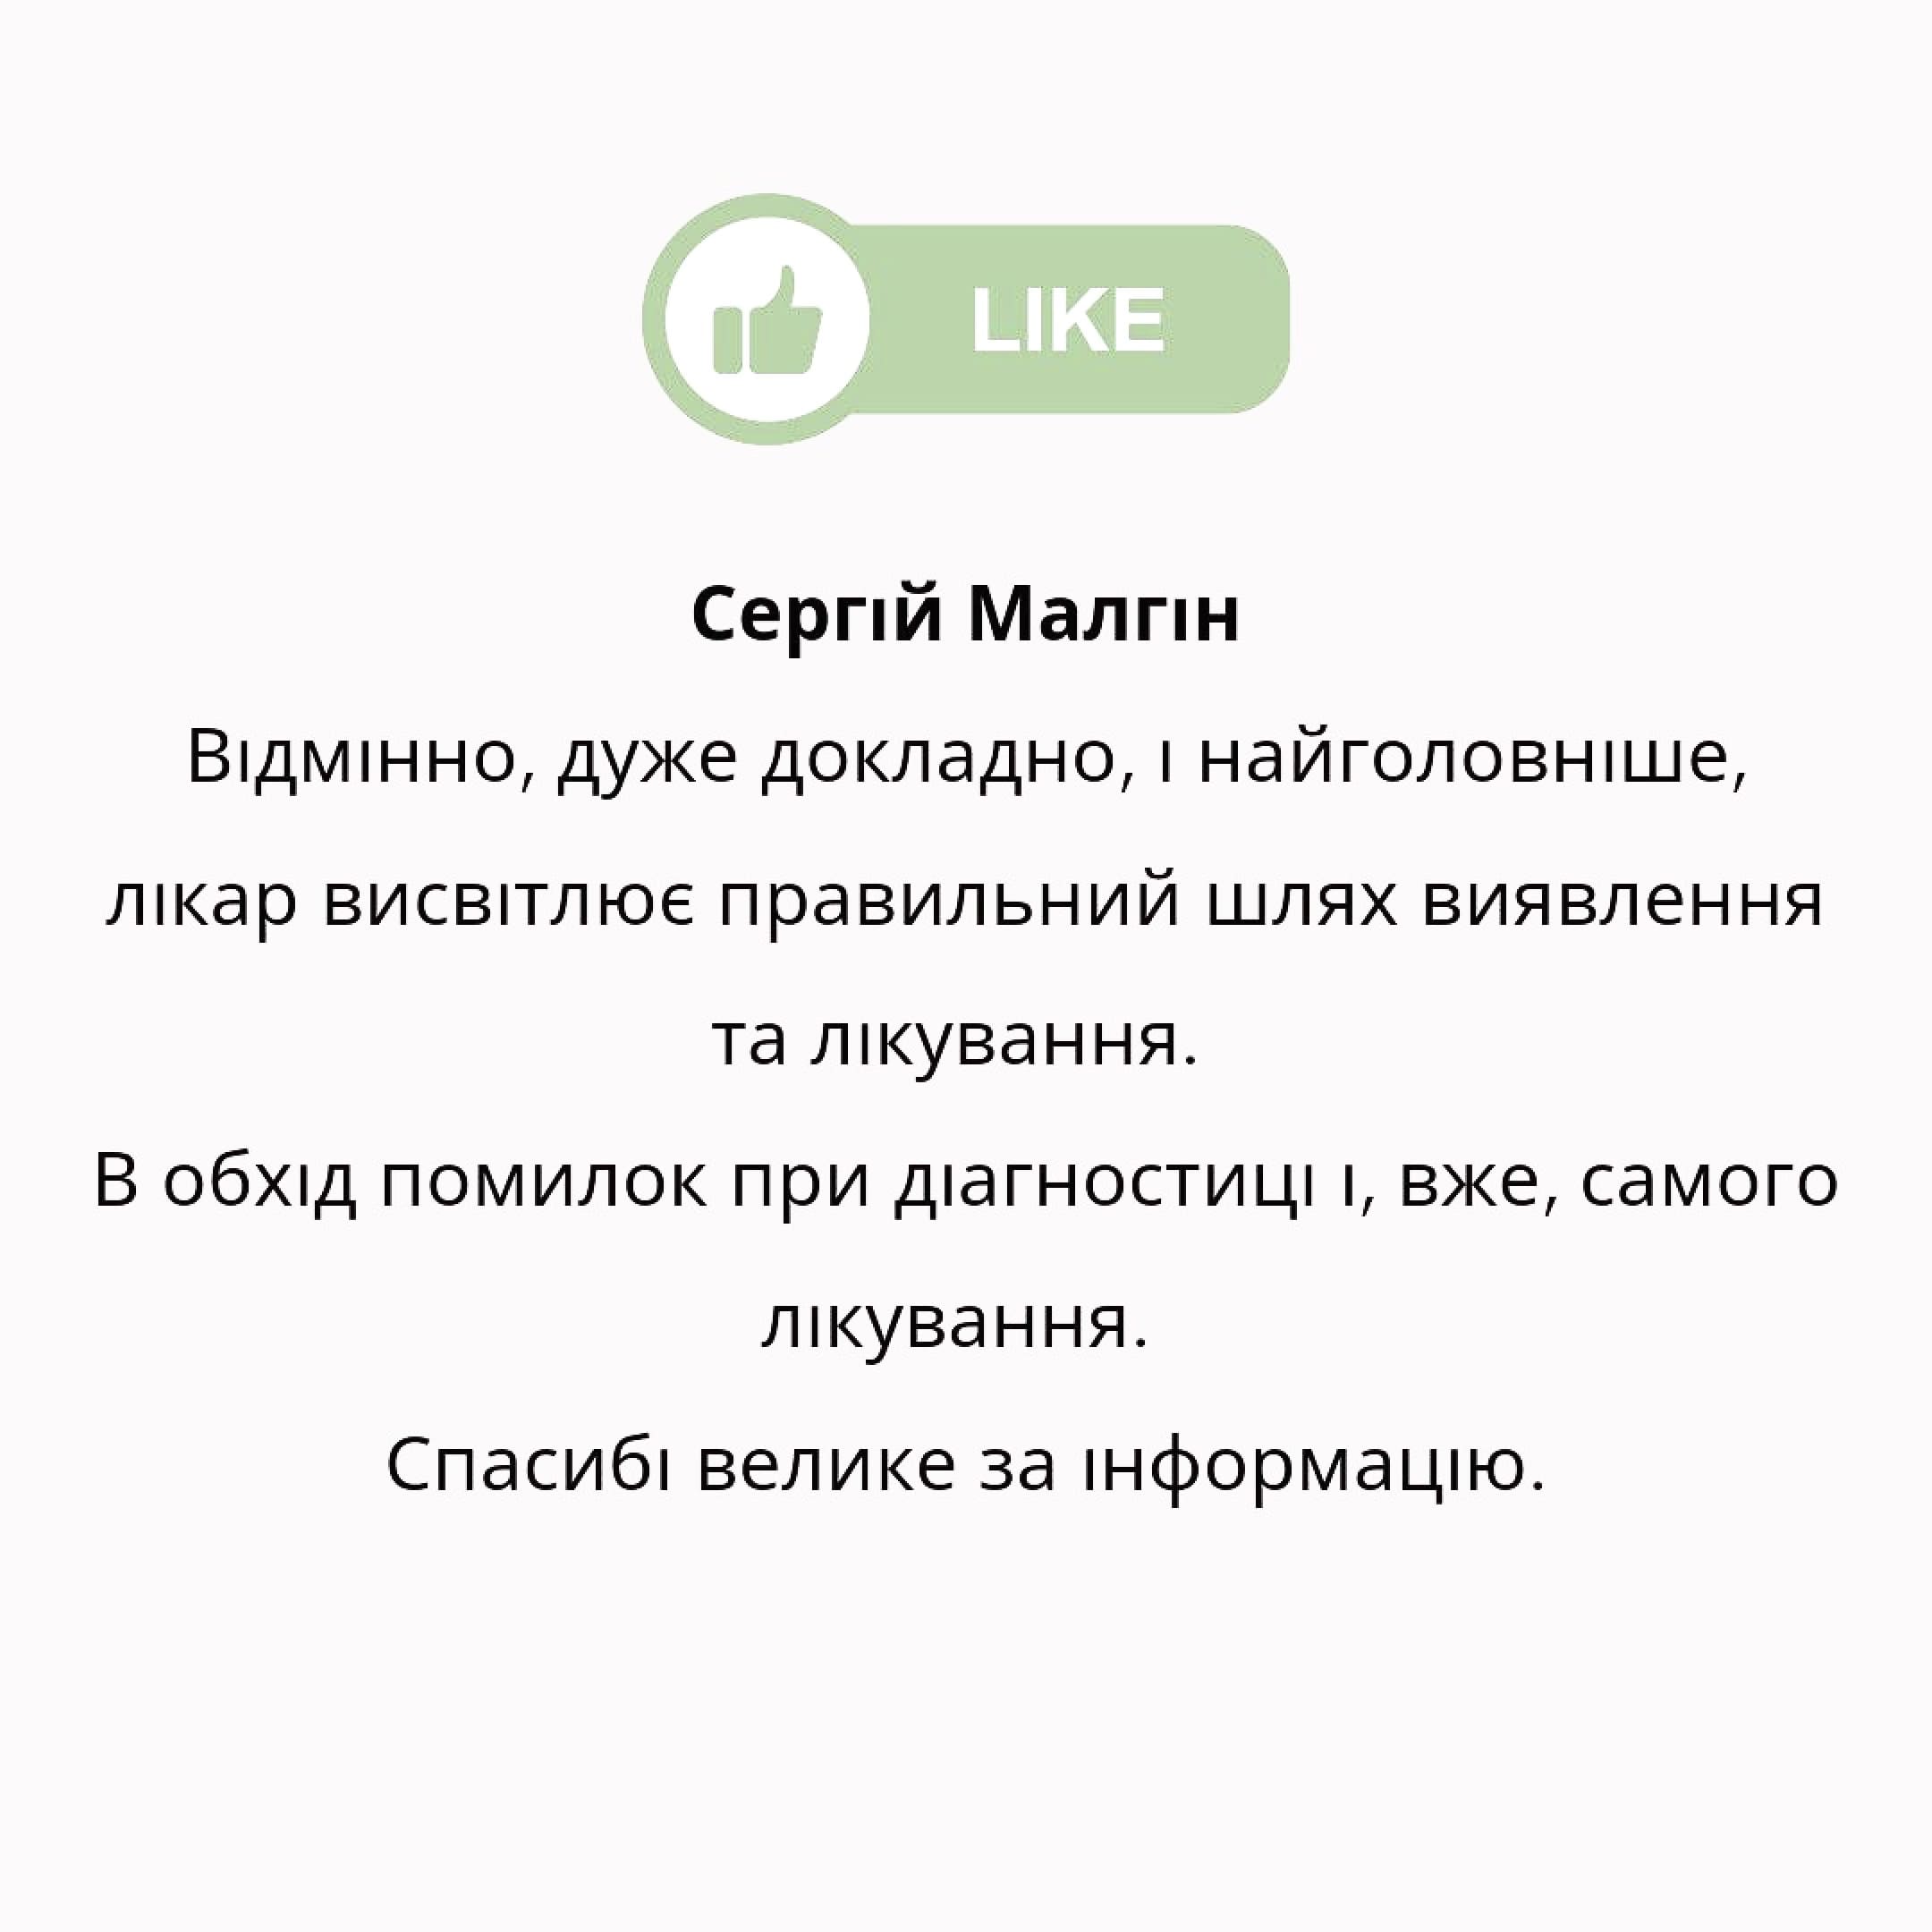 LIKE
Сергій Малгін
Відмінно, дуже докладно, і найголовніше,
лікар висвітлює правильний шлях виявлення
та лікування.
В обхід помилок при діагностиці і, вже, самого
лікування.
Спасибі велике за інформацію.